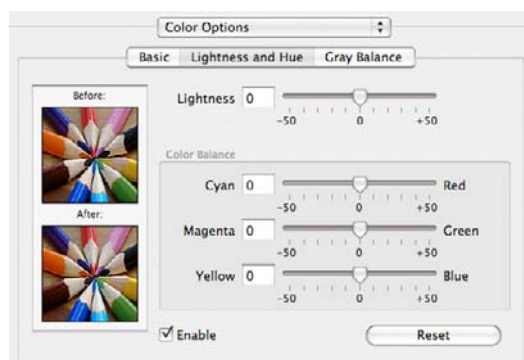 Color Options
Basic Lightness and Hue Gray Balance
Before:
After:
Lightness 0
-50 0 +50
Color Balance
Cyan 0 Red
-50 0 +50
Magenta 0 Green
-50 0 +50
Yellow 0 Blue
-50 0 +50
Enable Reset